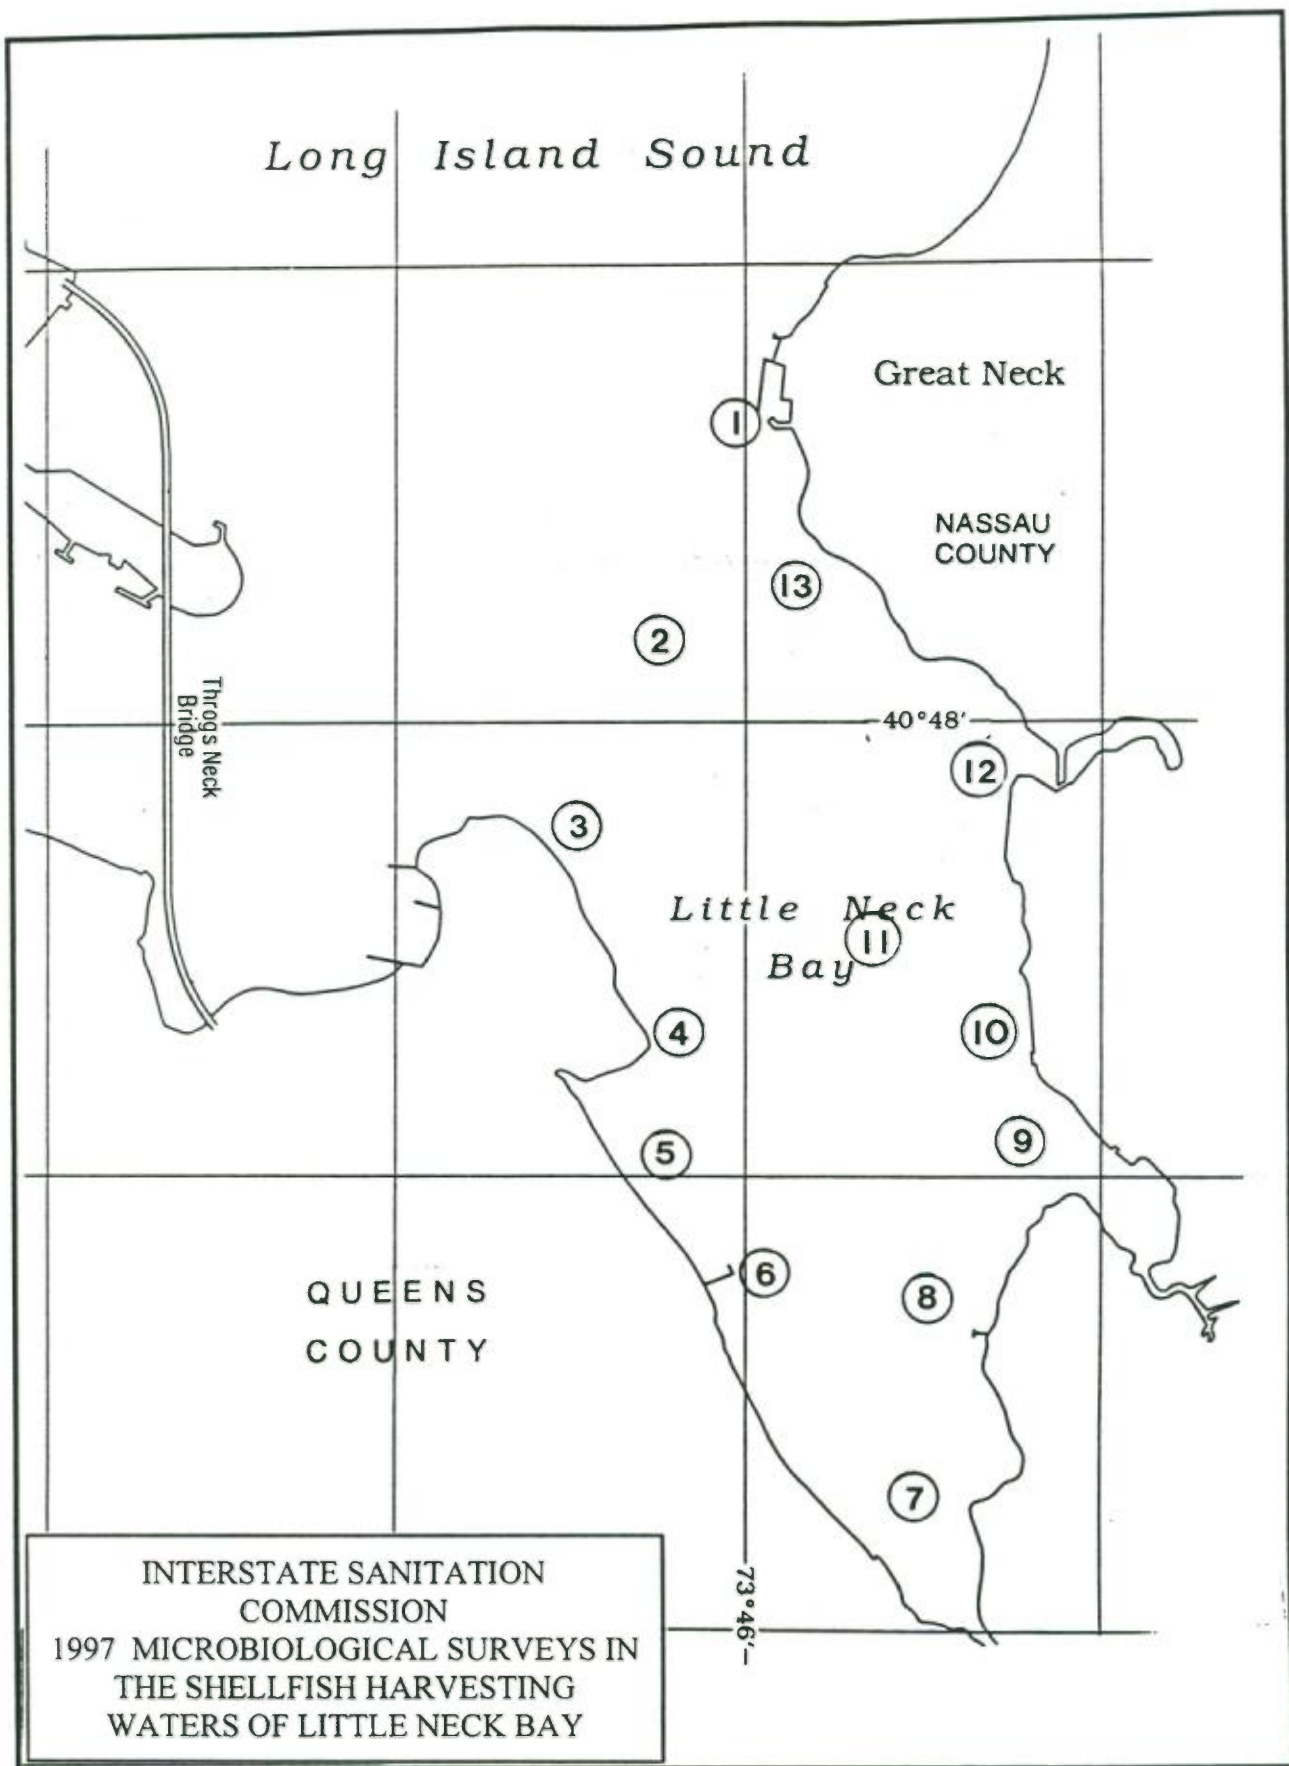 Long Island Sound
Great Neck
1
NASSAU
COUNTY
13
2
Throgs Neck
Bridge
40°48'
12
3
Little Neck
Bay
11
4
10
5
9
QUEENS
COUNTY
6
8
7
73°46'
INTERSTATE SANITATION
COMMISSION
1997 MICROBIOLOGICAL SURVEYS IN
THE SHELLFISH HARVESTING
WATERS OF LITTLE NECK BAY